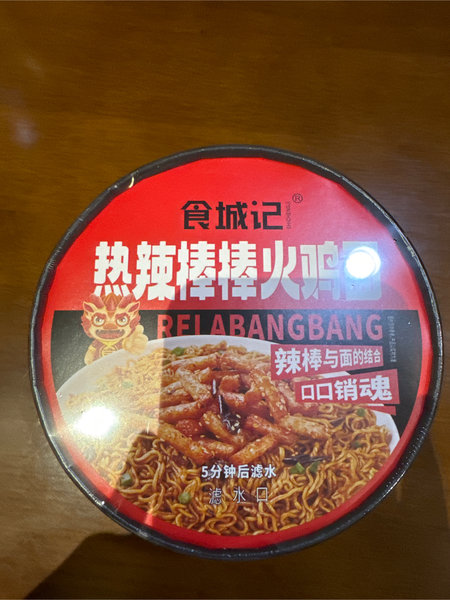 食城记®
热辣棒棒火鸡面
RELABANGBANG
辣棒与面的结合
口口销魂
5分钟后滤水
滤水口